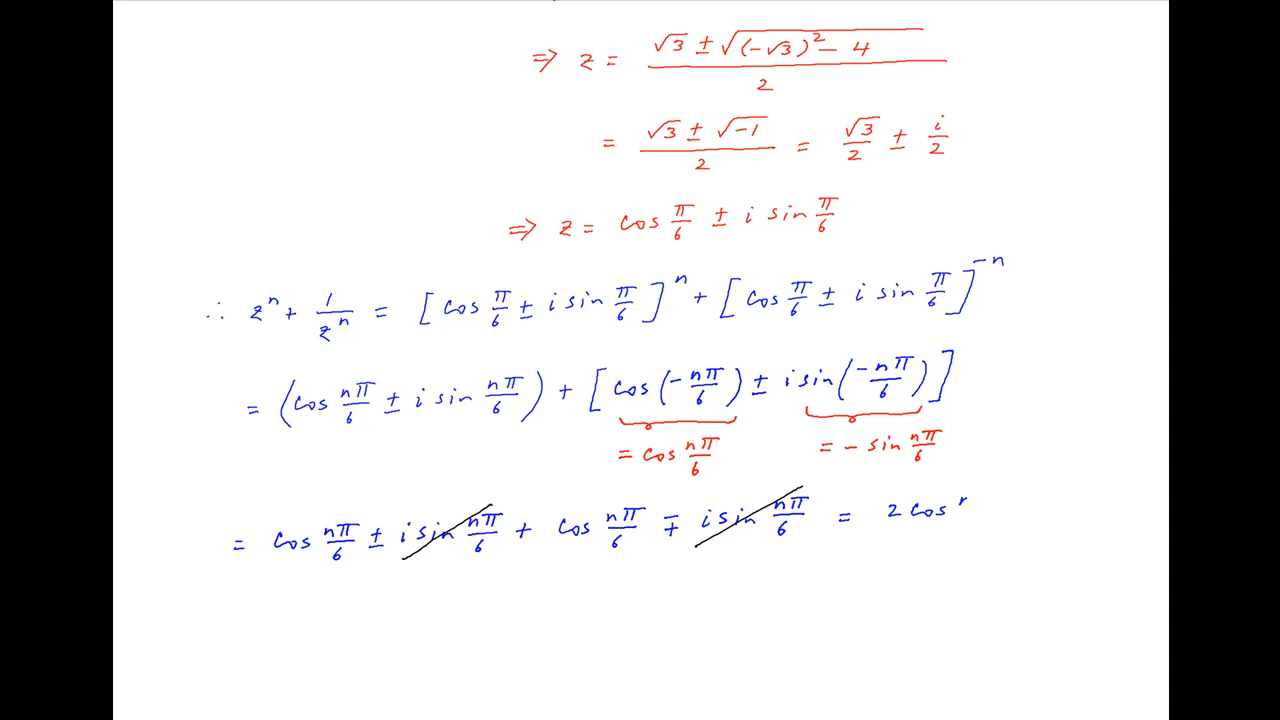 ⇒ z = (√3 ± √((-√3)² - 4)) / 2
= (√3 ± √-1) / 2 = √3/2 ± i/2
⇒ z = cos π/6 ± i sin π/6
∴ zⁿ + 1/zⁿ = [cos π/6 ± i sin π/6]ⁿ + [cos π/6 ± i sin π/6]⁻ⁿ
= (cos nπ/6 ± i sin nπ/6) + [cos(-nπ/6) ± i sin(-nπ/6)]
= cos nπ/6 = - sin nπ/6
= cos nπ/6 ± i sin nπ/6 + cos nπ/6 ∓ i sin nπ/6 = 2 cos